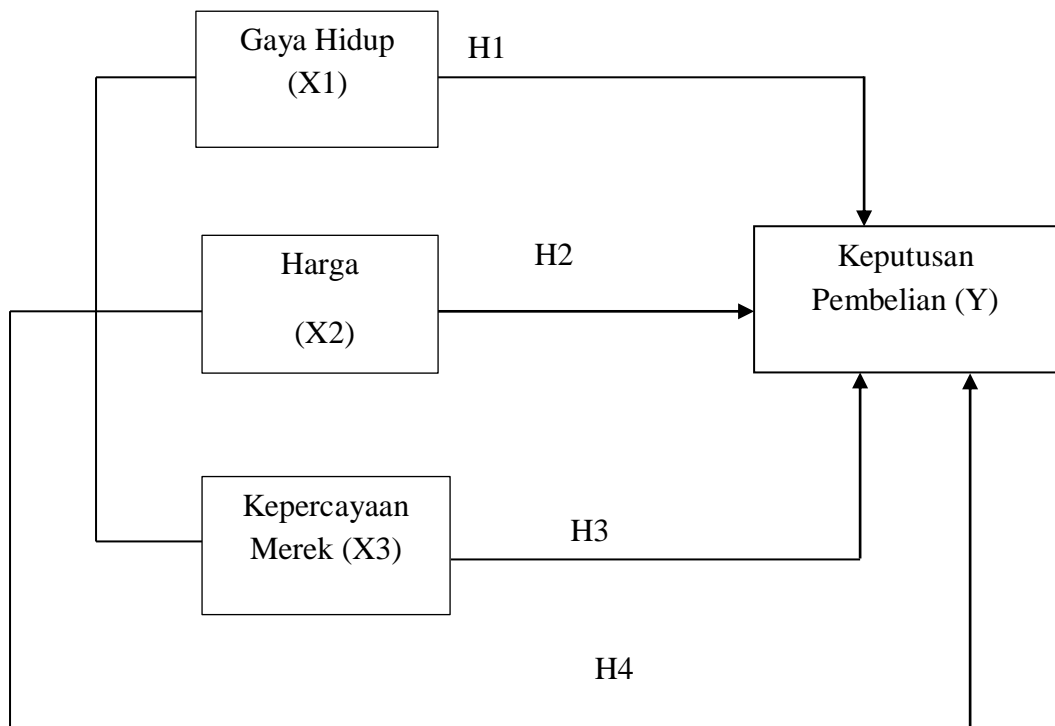 Gaya Hidup
(X1)
H1
Harga
(X2)
H2
Keputusan
Pembelian (Y)
Kepercayaan
Merek (X3)
H3
H4